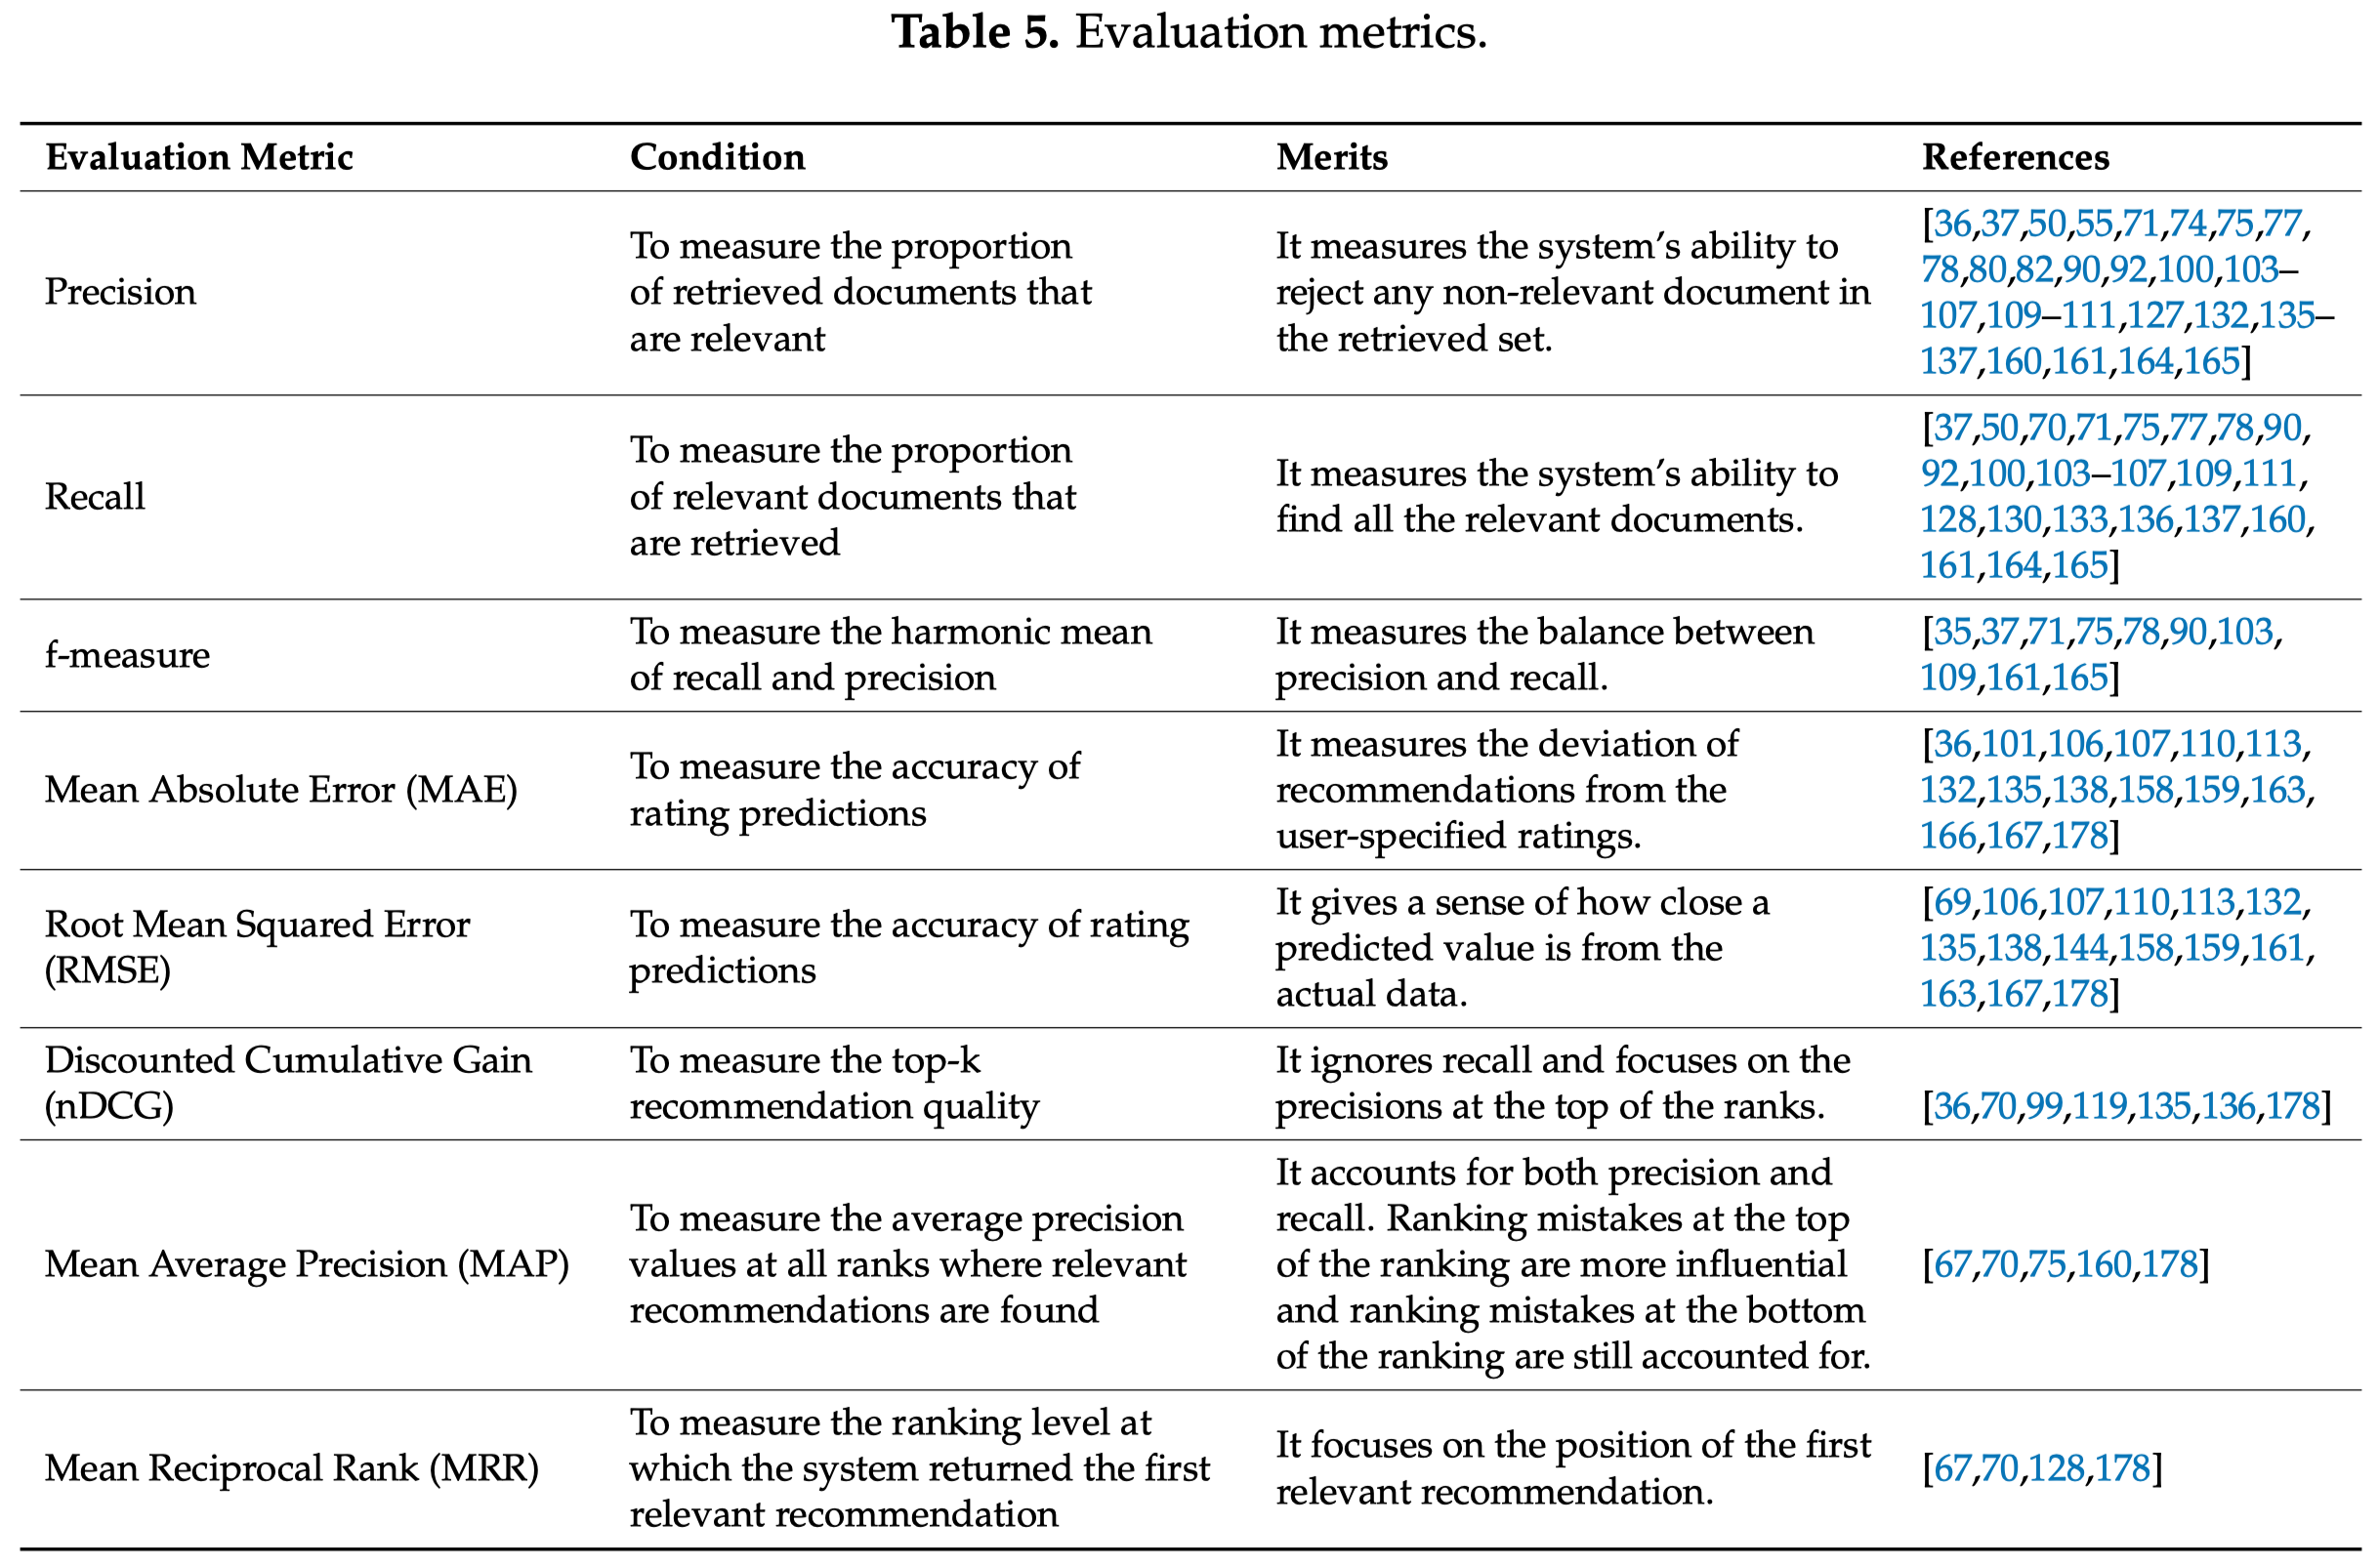 Table 5. Evaluation metrics.
Evaluation Metric Condition Merits References
Precision
To measure the proportion
of retrieved documents that
are relevant
It measures the system’s ability to
reject any non-relevant document in
the retrieved set.
[36,37,50,55,71,74,75,77,
78,80,82,90,92,100,103–
107,109–111,127,132,135–
137,160,161,164,165]
Recall
To measure the proportion
of relevant documents that
are retrieved
It measures the system’s ability to
find all the relevant documents.
[37,50,70,71,75,77,78,90,
92,100,103–107,109,111,
128,130,133,136,137,160,
161,164,165]
f-measure
To measure the harmonic mean
of recall and precision
It measures the balance between
precision and recall.
[35,37,71,75,78,90,103,
109,161,165]
Mean Absolute Error (MAE)
To measure the accuracy of
rating predictions
It measures the deviation of
recommendations from the
user-specified ratings.
[36,101,106,107,110,113,
132,135,138,158,159,163,
166,167,178]
Root Mean Squared Error
(RMSE)
To measure the accuracy of rating
predictions
It gives a sense of how close a
predicted value is from the
actual data.
[69,106,107,110,113,132,
135,138,144,158,159,161,
163,167,178]
Discounted Cumulative Gain
(nDCG)
To measure the top-k
recommendation quality
It ignores recall and focuses on the
precisions at the top of the ranks.
[36,70,99,119,135,136,178]
Mean Average Precision (MAP)
To measure the average precision
values at all ranks where relevant
recommendations are found
It accounts for both precision and
recall. Ranking mistakes at the top
of the ranking are more influential
and ranking mistakes at the bottom
of the ranking are still accounted for.
[67,70,75,160,178]
Mean Reciprocal Rank (MRR)
To measure the ranking level at
which the system returned the first
relevant recommendation
It focuses on the position of the first
relevant recommendation.
[67,70,128,178]